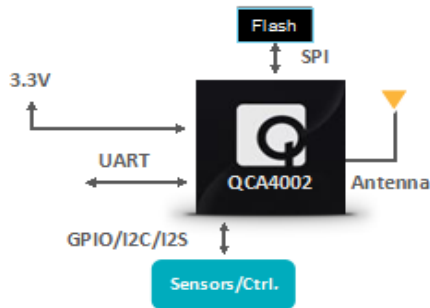 Flash
SPI
3.3V
UART
QCA4002
Antenna
GPIO/I2C/I2S
Sensors/Ctrl.